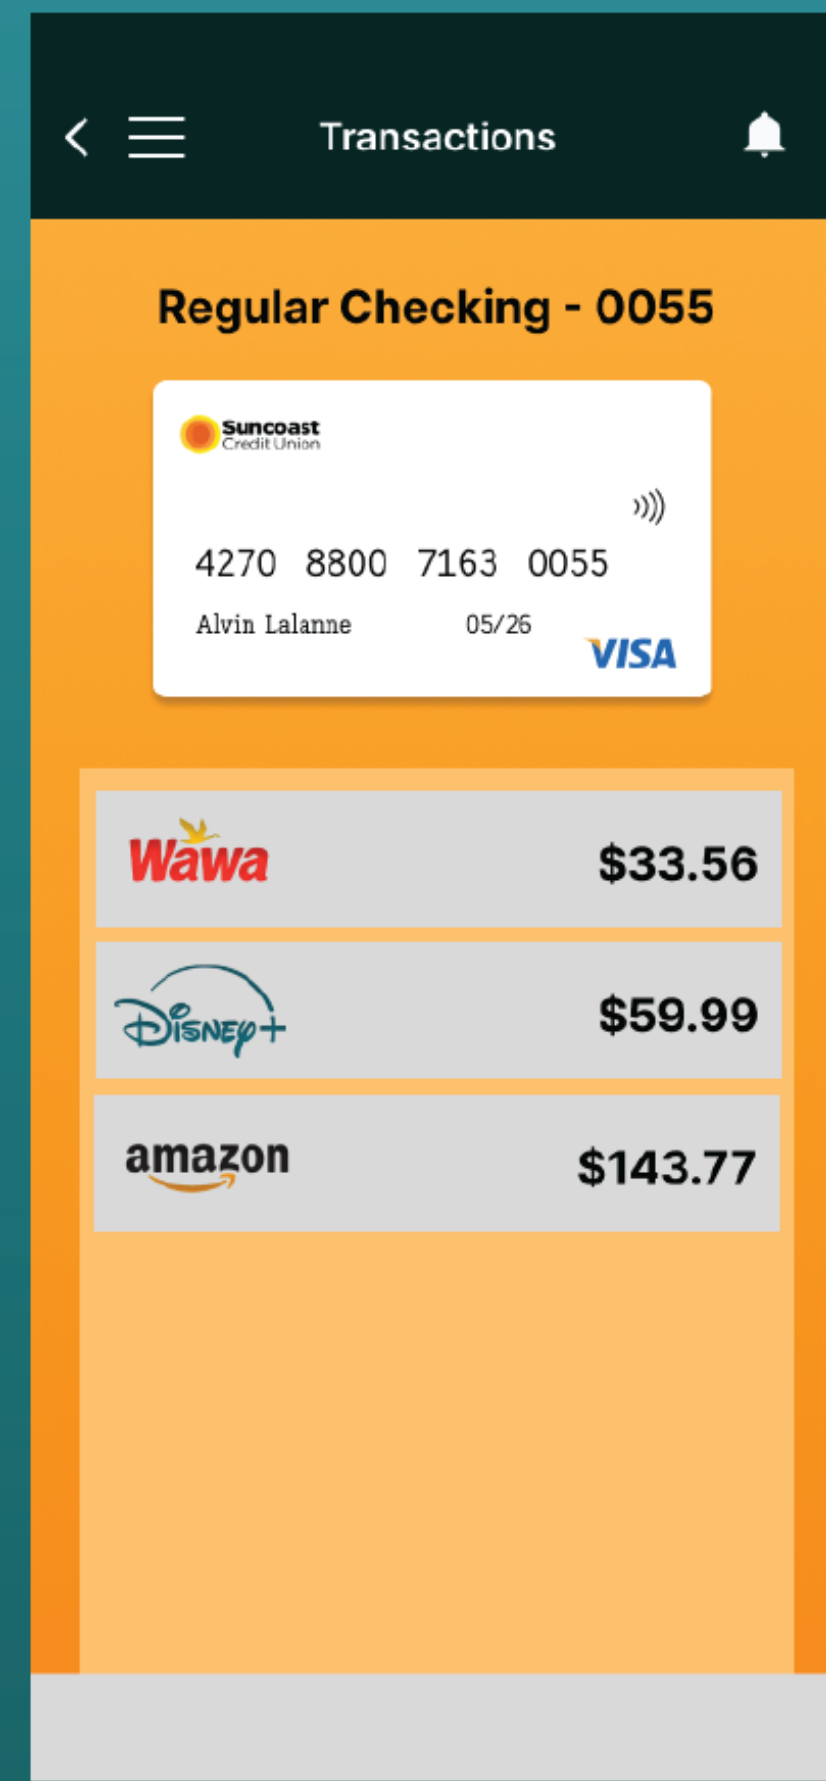 Transactions
Regular Checking - 0055
Suncoast
Credit Union
4270 8800 7163 0055
Alvin Lalanne 05/26
VISA
Wawa $33.56
Disney+ $59.99
amazon $143.77